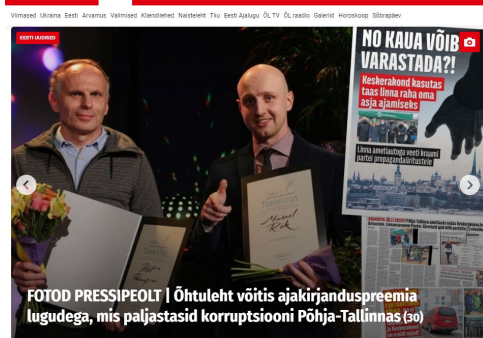 Viimased Ukraina Eesti Arvamus Valimised Kliendilehed Naisteleht Tiiu Eesti Ajalugu ÕL TV ÕL raadio Galeriid Horoskoop Sõbrapäev
EESTI UUDISED
NO KAUA VÕIB
VARASTADA?!
Keskerakond kasutas
taas linna raha oma
asja ajamiseks
Linna ametiautoga veeti kraami
partei propagandaüritustele
TUNNUSTUS
FOTOD PRESSIPEOLT | Õhtuleht võitis ajakirjanduspreemia
lugudega, mis paljastasid korruptsiooni Põhja-Tallinnas (30)